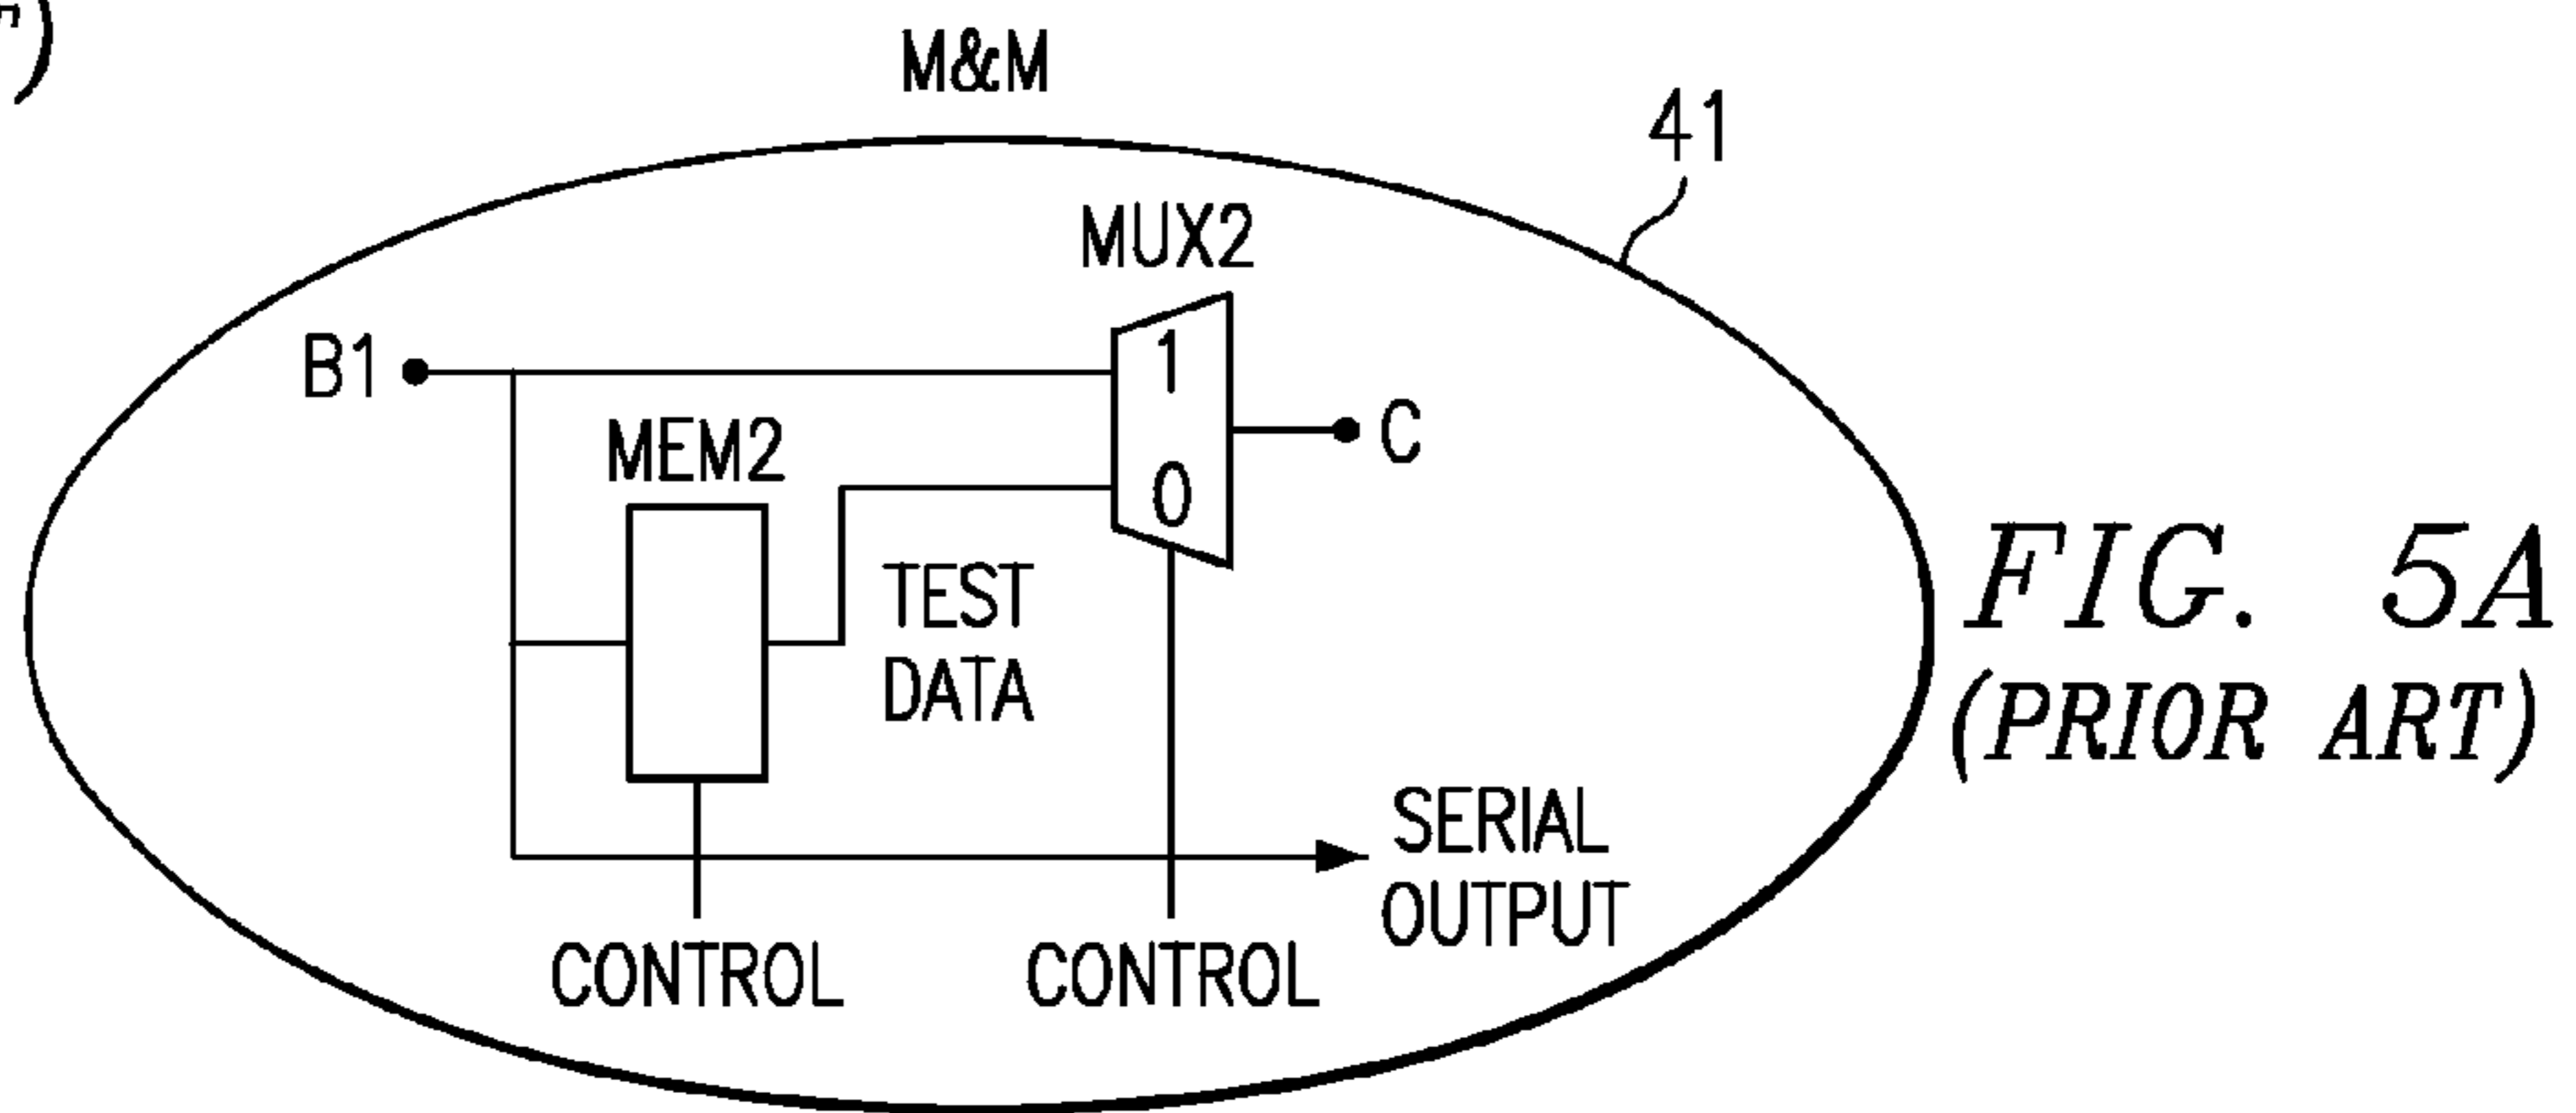 M&M
41
MUX2
B1
1
C
MEM2
0
TEST
DATA
FIG. 5A
(PRIOR ART)
SERIAL
OUTPUT
CONTROL
CONTROL